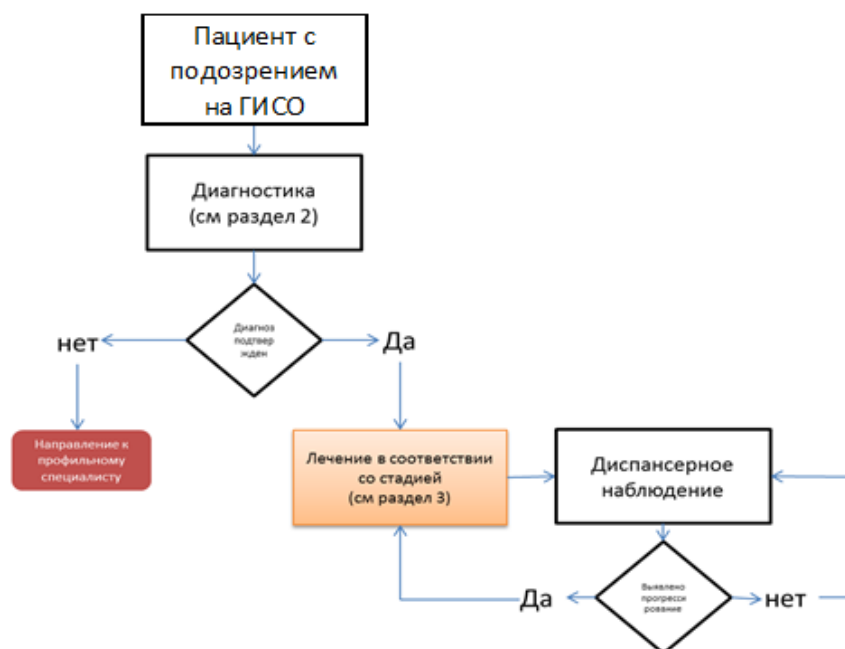 Пациент с
подозрением
на ГИСО
Диагностика
(см раздел 2)
Диагноз
подтвер
жден
нет
Да
Направление к
профильному
специалисту
Лечение в соответствии
со стадией
(см раздел 3)
Диспансерное
наблюдение
Выявлено
прогресси
рование
Да
нет